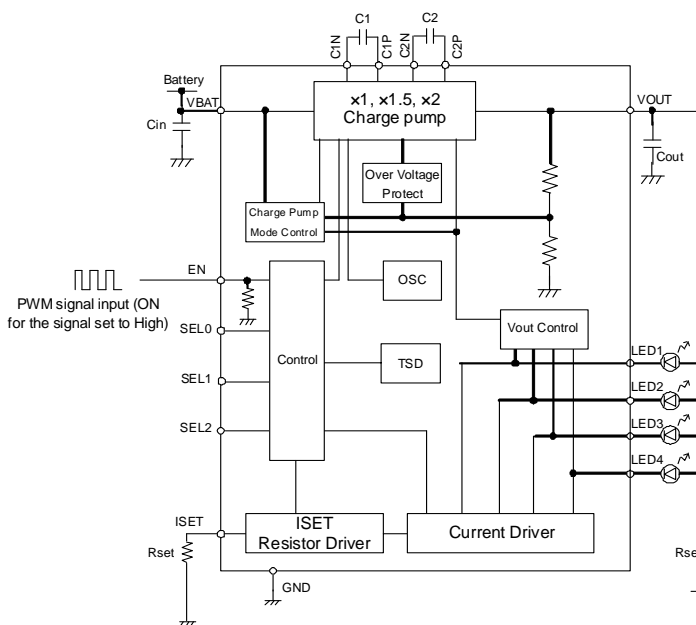 C1
C2
C1N
C1P
C2N
C2P
Battery
VBAT
×1, ×1.5, ×2
Charge pump
VOUT
Cin
Cout
Over Voltage
Protect
Charge Pump
Mode Control
EN
OSC
PWM signal input (ON
for the signal set to High)
SEL0
Vout Control
LED1
Control
TSD
SEL1
LED2
SEL2
LED3
LED4
ISET
ISET
Resistor Driver
Current Driver
Rset
Rse
GND